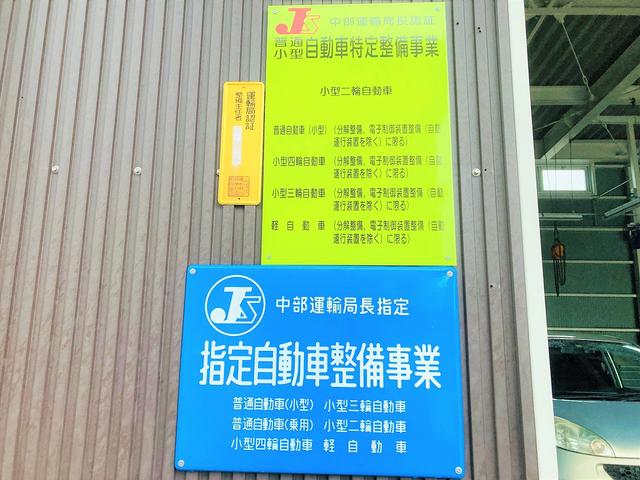 JS 中部運輸局長認証
普通
小型 自動車特定整備事業
小型二輪自動車
普通自動車(小型) (分解整備、電子制御装置整備(自動
運行装置を除く)に限る)
小型四輪自動車 (分解整備、電子制御装置整備(自動
運行装置を除く)に限る)
小型三輪自動車 (分解整備、電子制御装置整備(自動
運行装置を除く)に限る)
軽自動車 (分解整備、電子制御装置整備(自動
運行装置を除く)に限る)
運輸局認証
整備主任者
JS 中部運輸局長指定
指定自動車整備事業
普通自動車(小型) 小型三輪自動車
普通自動車(乗用) 小型二輪自動車
小型四輪自動車 軽自動車